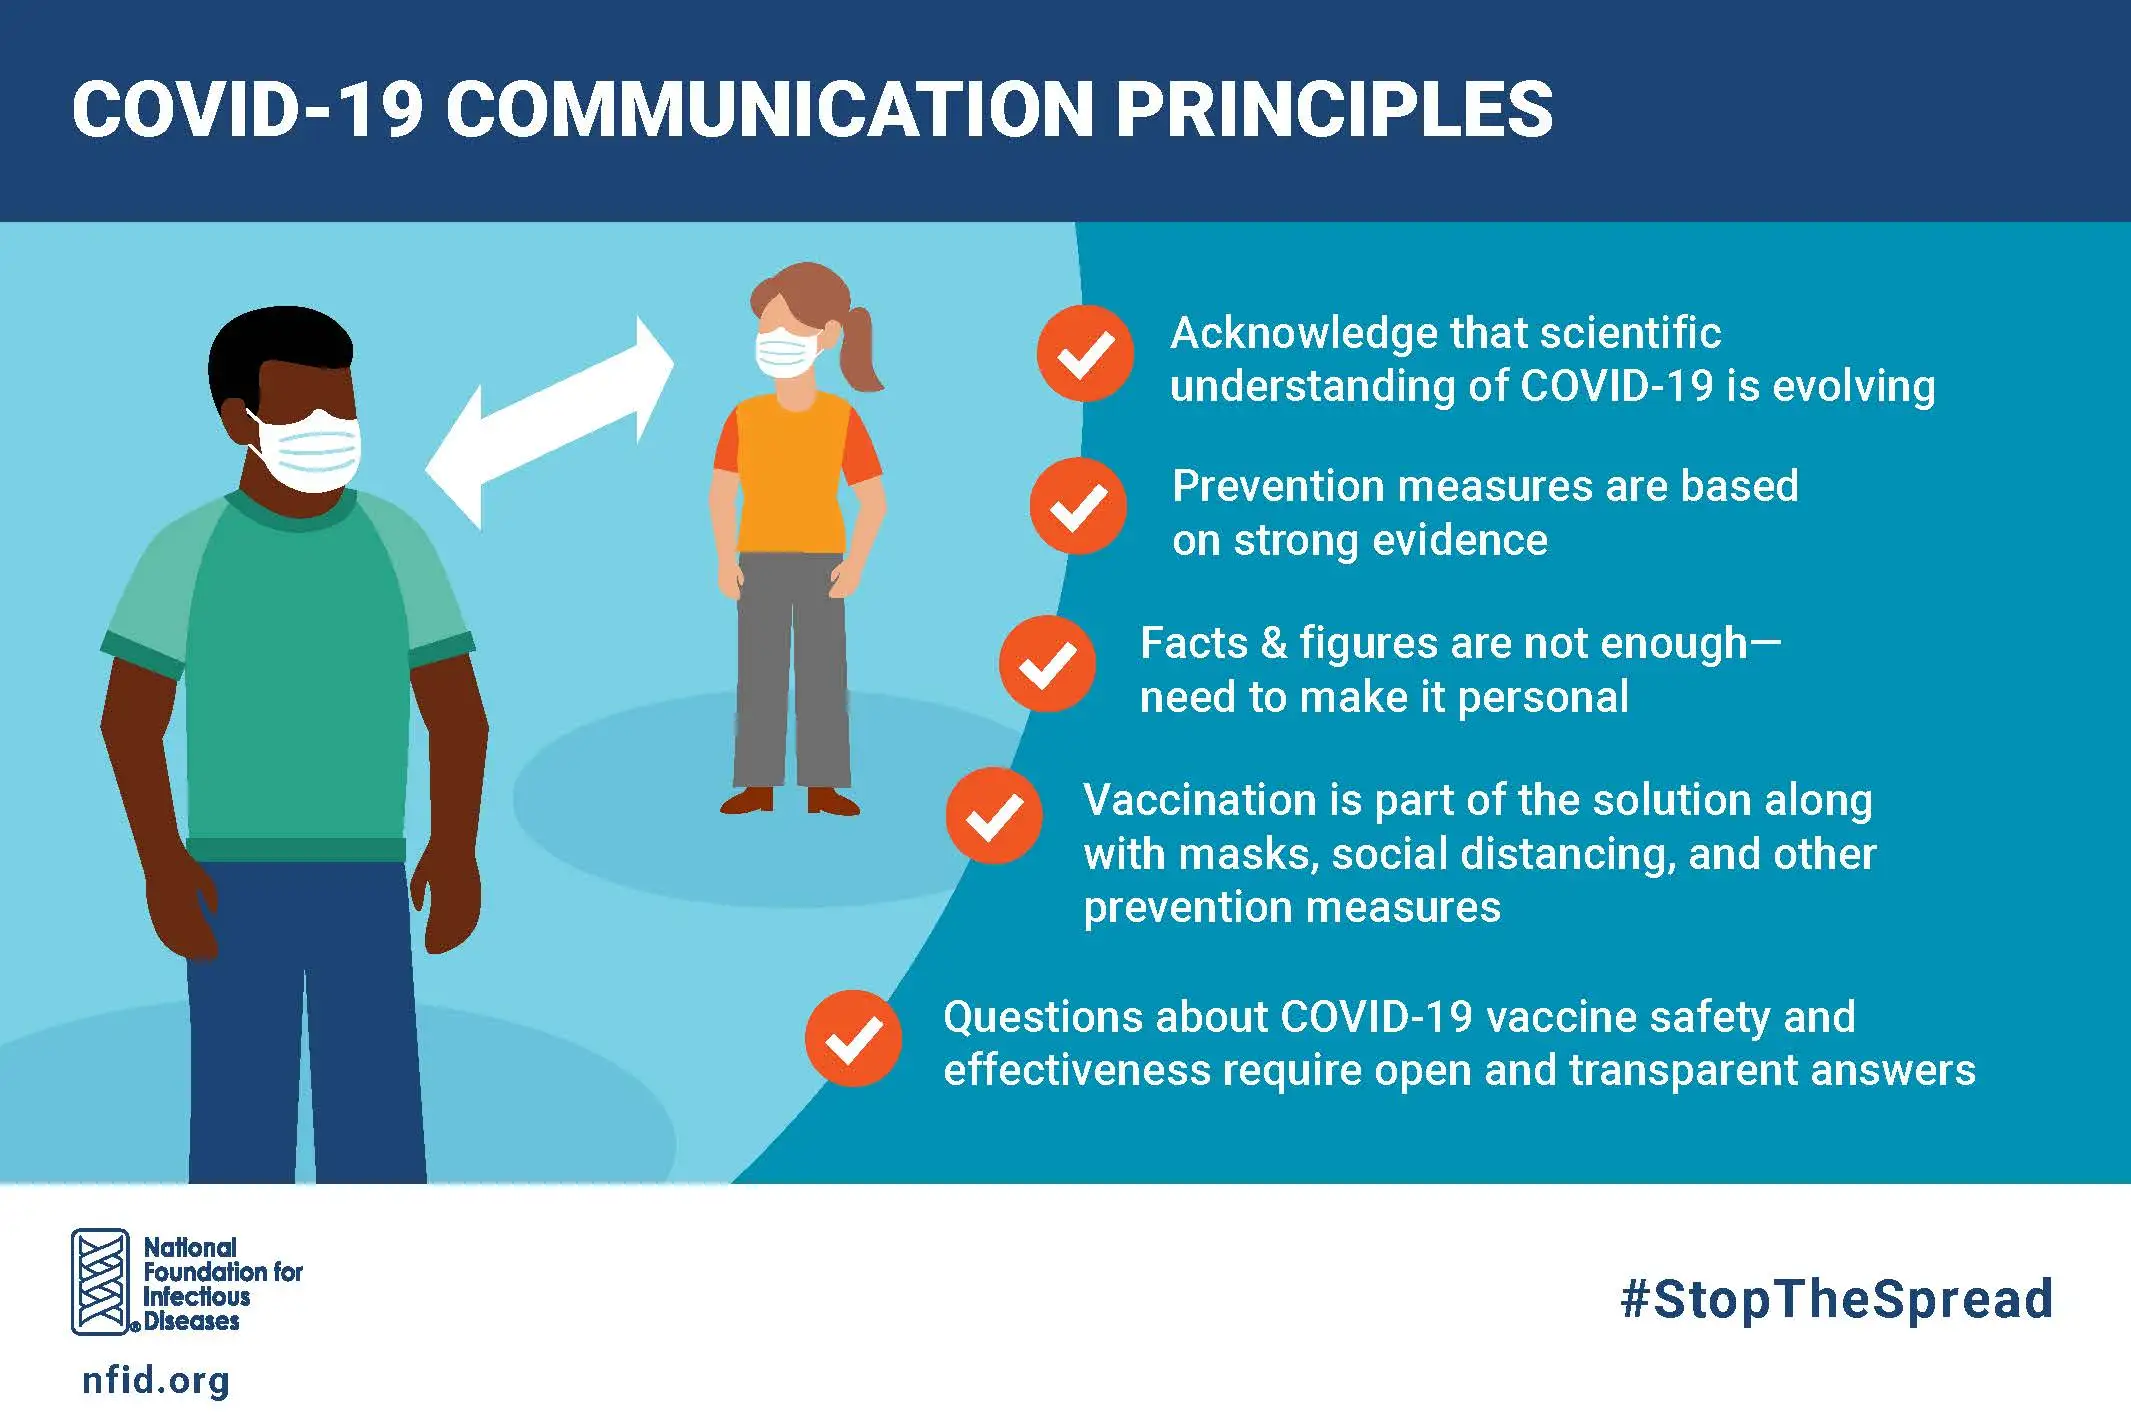 COVID-19 COMMUNICATION PRINCIPLES
Acknowledge that scientific
understanding of COVID-19 is evolving
Prevention measures are based
on strong evidence
Facts & figures are not enough—
need to make it personal
Vaccination is part of the solution along
with masks, social distancing, and other
prevention measures
Questions about COVID-19 vaccine safety and
effectiveness require open and transparent answers
National
Foundation for
Infectious
® Diseases
nfid.org
#StopTheSpread